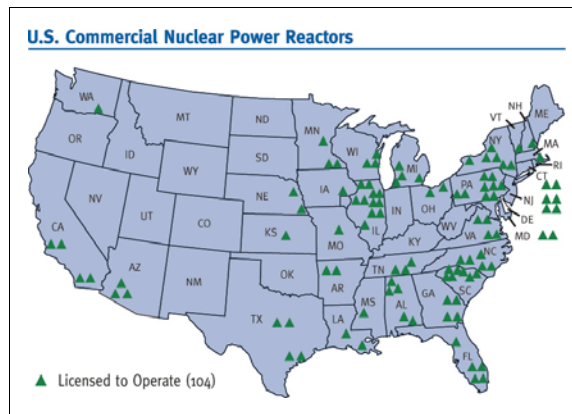 U.S. Commercial Nuclear Power Reactors
WA
MT
ND
MN
OR
ID
SD
WI
WY
MI
NY
VT
NH
ME
MA
RI
CT
NV
UT
NE
IA
PA
NJ
CA
CO
IL
IN
OH
DE
MD
KS
MO
KY
WV
VA
AZ
NM
OK
AR
TN
NC
SC
TX
LA
MS
AL
GA
FL
Licensed to Operate (104)